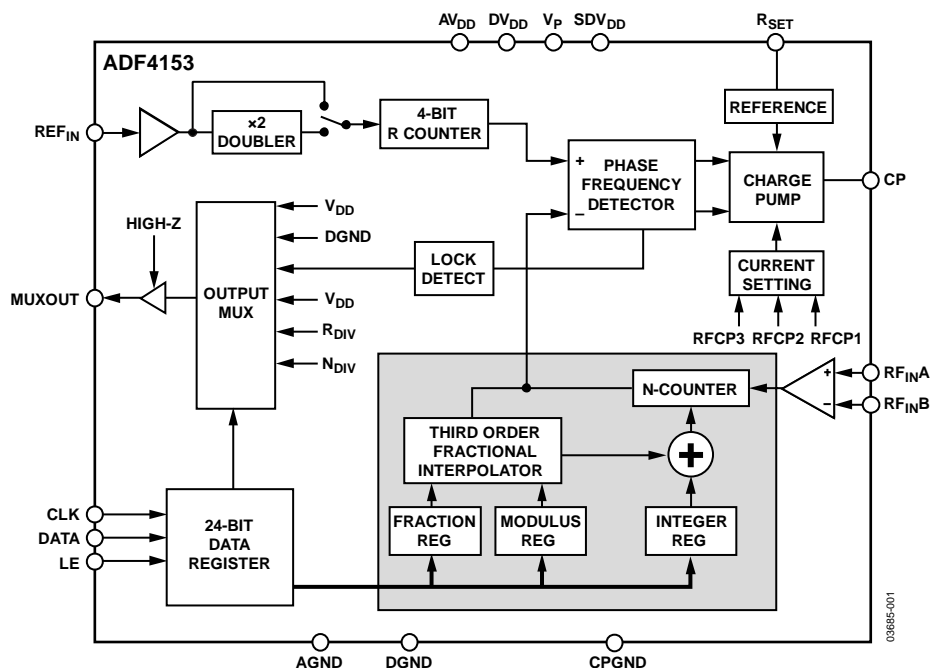 AVDD DVDD VP SDVDD RSET
ADF4153
REFIN
×2
DOUBLER
4-BIT
R COUNTER
REFERENCE
+
−
PHASE
FREQUENCY
DETECTOR
CHARGE
PUMP
CP
HIGH-Z
MUXOUT
OUTPUT
MUX
VDD
DGND
LOCK
DETECT
VDD
RDIV
NDIV
CURRENT
SETTING
RFCP3 RFCP2 RFCP1
N-COUNTER
+
−
RFINA
RFINB
THIRD ORDER
FRACTIONAL
INTERPOLATOR
+
CLK
DATA
LE
24-BIT
DATA
REGISTER
FRACTION
REG
MODULUS
REG
INTEGER
REG
AGND DGND CPGND
03685-001